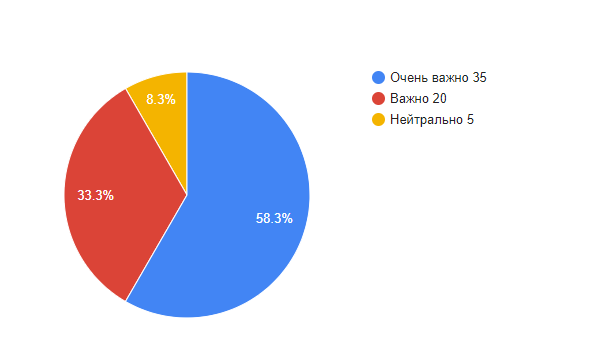 Очень важно 35
Важно 20
Нейтрально 5
8.3%
33.3%
58.3%